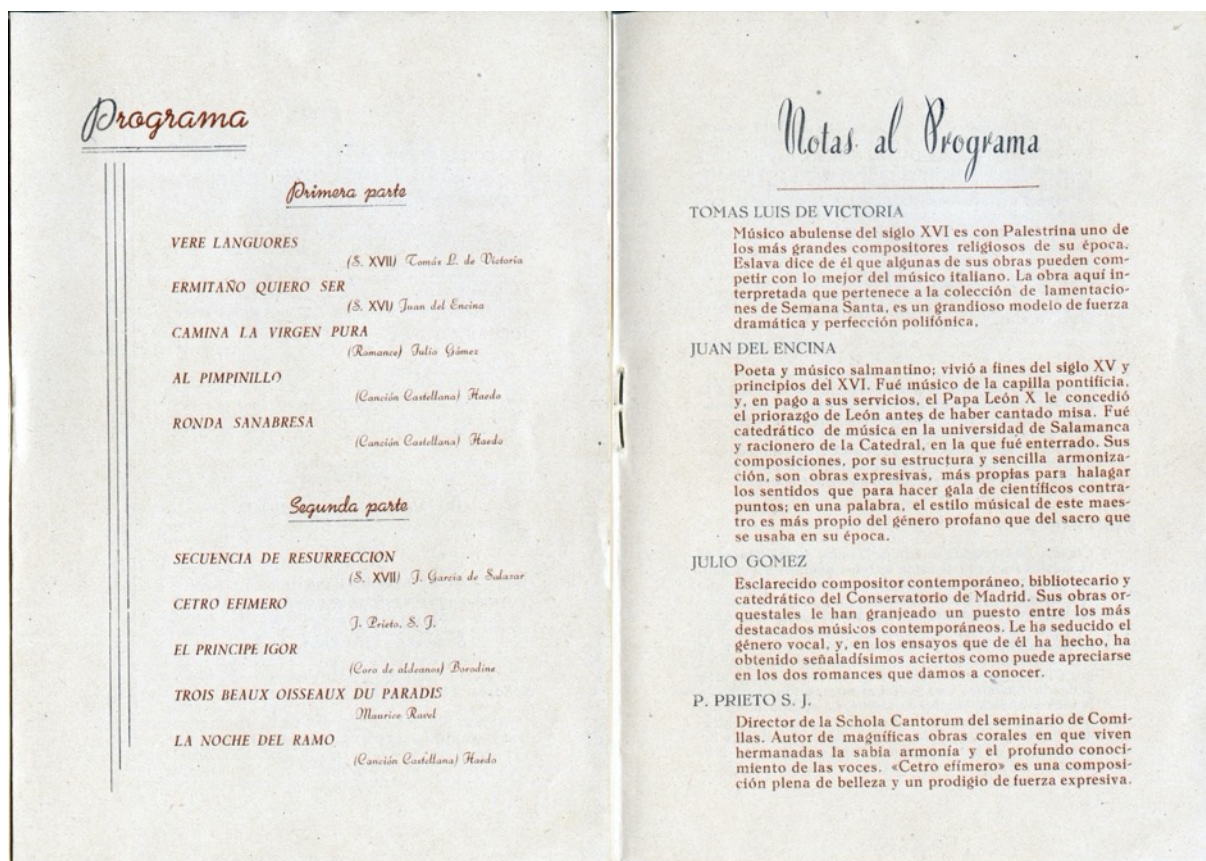 Programa
Primera parte
VERE LANGUORES
(S. XVII) Tomás L. de Victoria
ERMITAÑO QUIERO SER
(S. XVI) Juan del Encina
CAMINA LA VIRGEN PURA
(Romance) Julio Gómez
AL PIMPINILLO
(Canción Castellana) Haedo
RONDA SANABRESA
(Canción Castellana) Haedo
Segunda parte
SECUENCIA DE RESURRECCION
(S. XVII) J. García de Salazar
CETRO EFIMERO
J. Prieto, S. J.
EL PRINCIPE IGOR
(Coro de aldeanos) Borodine
TROIS BEAUX OISSEAUX DU PARADIS
Maurice Ravel
LA NOCHE DEL RAMO
(Canción Castellana) Haedo
Notas al Programa
TOMAS LUIS DE VICTORIA
Músico abulense del siglo XVI es con Palestrina uno de
los más grandes compositores religiosos de su época.
Eslava dice de él que algunas de sus obras pueden com-
petir con lo mejor del músico italiano. La obra aquí in-
terpretada que pertenece a la colección de lamentacio-
nes de Semana Santa, es un grandioso modelo de fuerza
dramática y perfección polifónica.
JUAN DEL ENCINA
Poeta y músico salmantino; vivió a fines del siglo XV y
principios del XVI. Fué músico de la capilla pontificia,
y, en pago a sus servicios, el Papa León X le concedió
el priorazgo de León antes de haber cantado misa. Fué
catedrático de música en la universidad de Salamanca
y racionero de la Catedral, en la que fué enterrado. Sus
composiciones, por su estructura y sencilla armoniza-
ción, son obras expresivas, más propias para halagar
los sentidos que para hacer gala de científicos contra-
puntos; en una palabra, el estilo músical de este maes-
tro es más propio del género profano que del sacro que
se usaba en su época.
JULIO GOMEZ
Esclarecido compositor contemporáneo, bibliotecario y
catedrático del Conservatorio de Madrid. Sus obras or-
questales le han granjeado un puesto entre los más
destacados músicos contemporáneos. Le ha seducido el
género vocal, y, en los ensayos que de él ha hecho, ha
obtenido señaladísimos aciertos como puede apreciarse
en los dos romances que damos a conocer.
P. PRIETO S. J.
Director de la Schola Cantorum del seminario de Comi-
llas. Autor de magníficas obras corales en que viven
hermanadas la sabia armonía y el profundo conoci-
miento de las voces. «Cetro efímero» es una composi-
ción plena de belleza y un prodigio de fuerza expresiva.